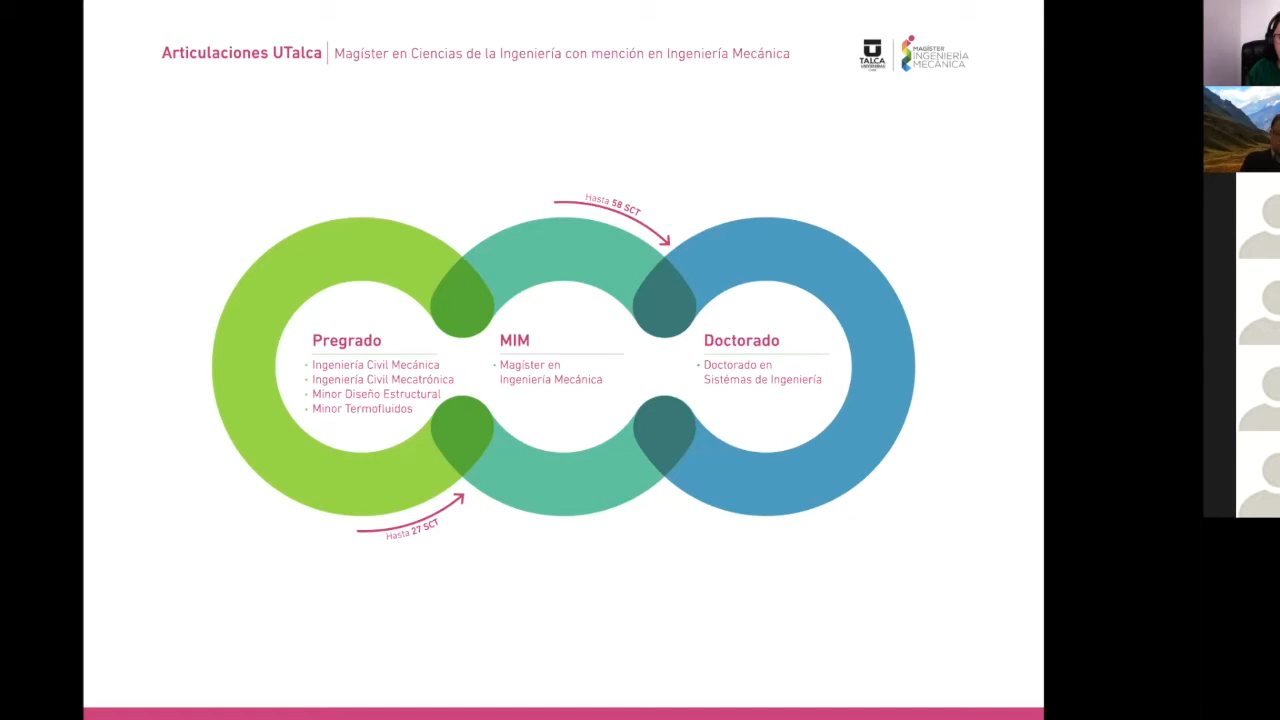 Articulaciones UTalca | Magíster en Ciencias de la Ingeniería con mención en Ingeniería Mecánica
TALCA
UNIVERSIDAD
MAGÍSTER
INGENIERÍA
MECÁNICA
Hasta 58 SCT
Pregrado
· Ingeniería Civil Mecánica
· Ingeniería Civil Mecatrónica
· Minor Diseño Estructural
· Minor Termofluidos
MIM
· Magíster en
Ingeniería Mecánica
Doctorado
· Doctorado en
Sistémas de Ingeniería
Hasta 27 SCT